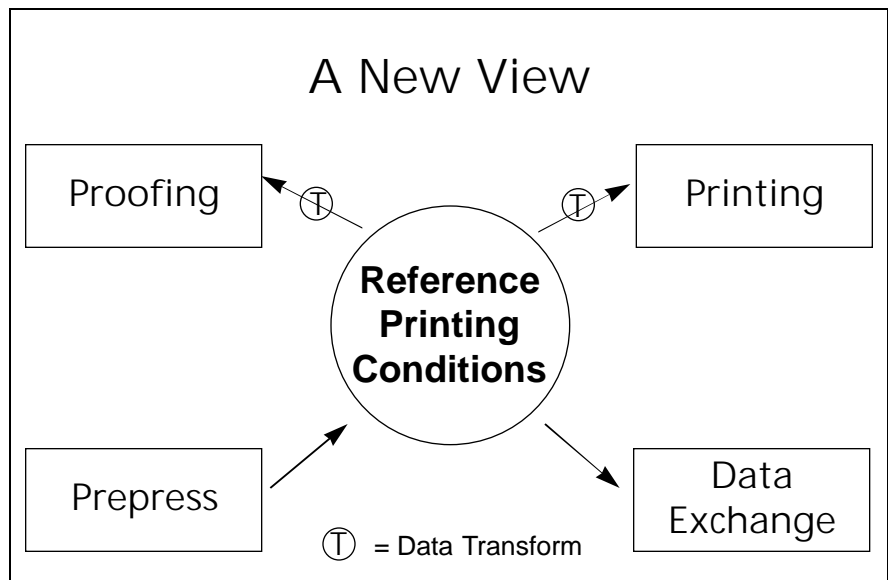 A New View
Proofing
T
T
Printing
Reference
Printing
Conditions
Prepress
Data
Exchange
T = Data Transform